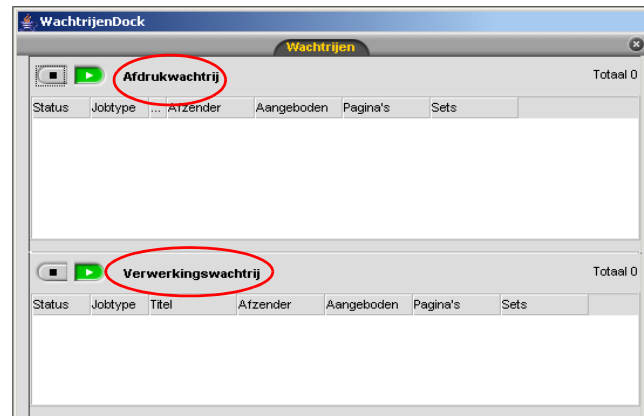 WachtrijenDock
Wachtrijen
Afdrukwachtrij Totaal 0
Status Jobtype ... Afzender Aangeboden Pagina's Sets
Verwerkingswachtrij Totaal 0
Status Jobtype Titel Afzender Aangeboden Pagina's Sets